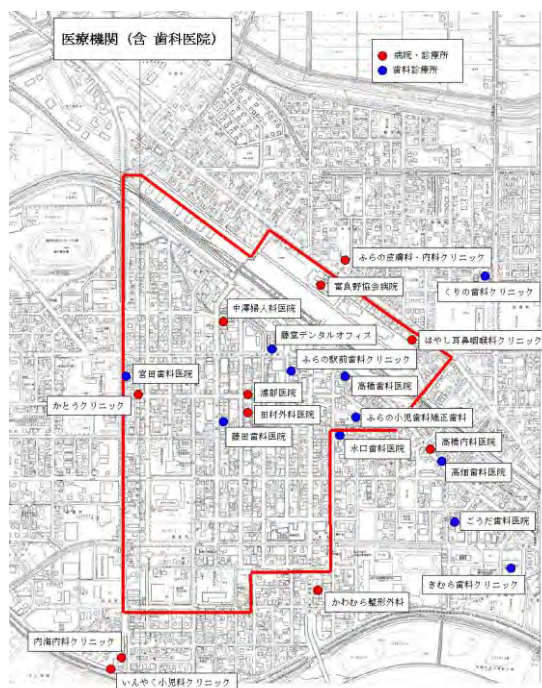 医療機関（含 歯科医院）
病院・診療所
歯科診療所
ふらの皮膚科・内科クリニック
くりの歯科クリニック
富良野協会病院
中澤婦人科医院
藤堂デンタルオフィス
はやし耳鼻咽喉科クリニック
ふらの駅前歯科クリニック
宮田歯科医院
高橋歯科医院
かとうクリニック
渡部医院
田村外科医院
ふらの小児歯科矯正歯科
藤田歯科医院
水口歯科医院
高橋内科医院
高畑歯科医院
ごうだ歯科医院
きむら歯科クリニック
かわむら整形外科
内海内科クリニック
いんやく小児科クリニック